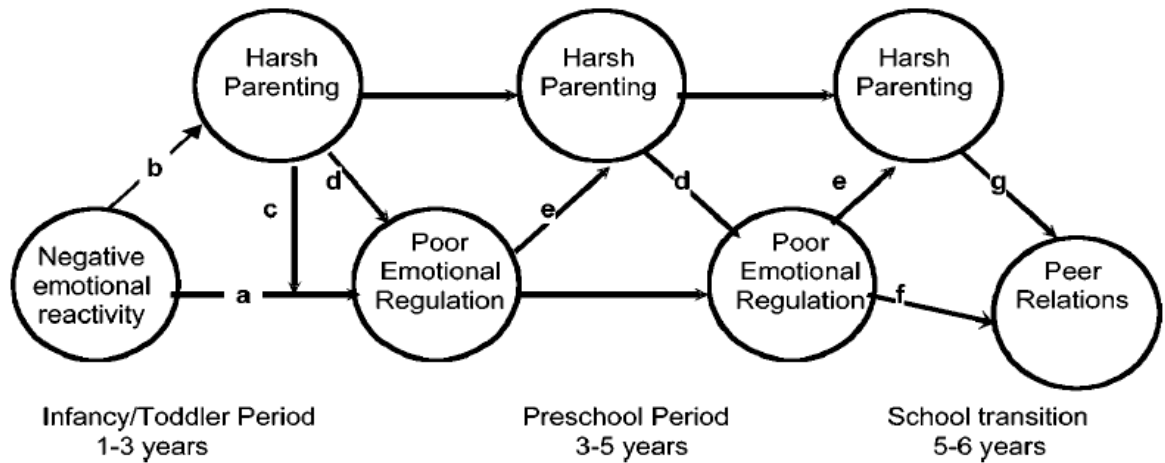 Harsh
Parenting
Harsh
Parenting
Harsh
Parenting
b
c
d
e
d
e
g
Negative
emotional
reactivity
a
Poor
Emotional
Regulation
Poor
Emotional
Regulation
f
Peer
Relations
Infancy/Toddler Period
1-3 years
Preschool Period
3-5 years
School transition
5-6 years